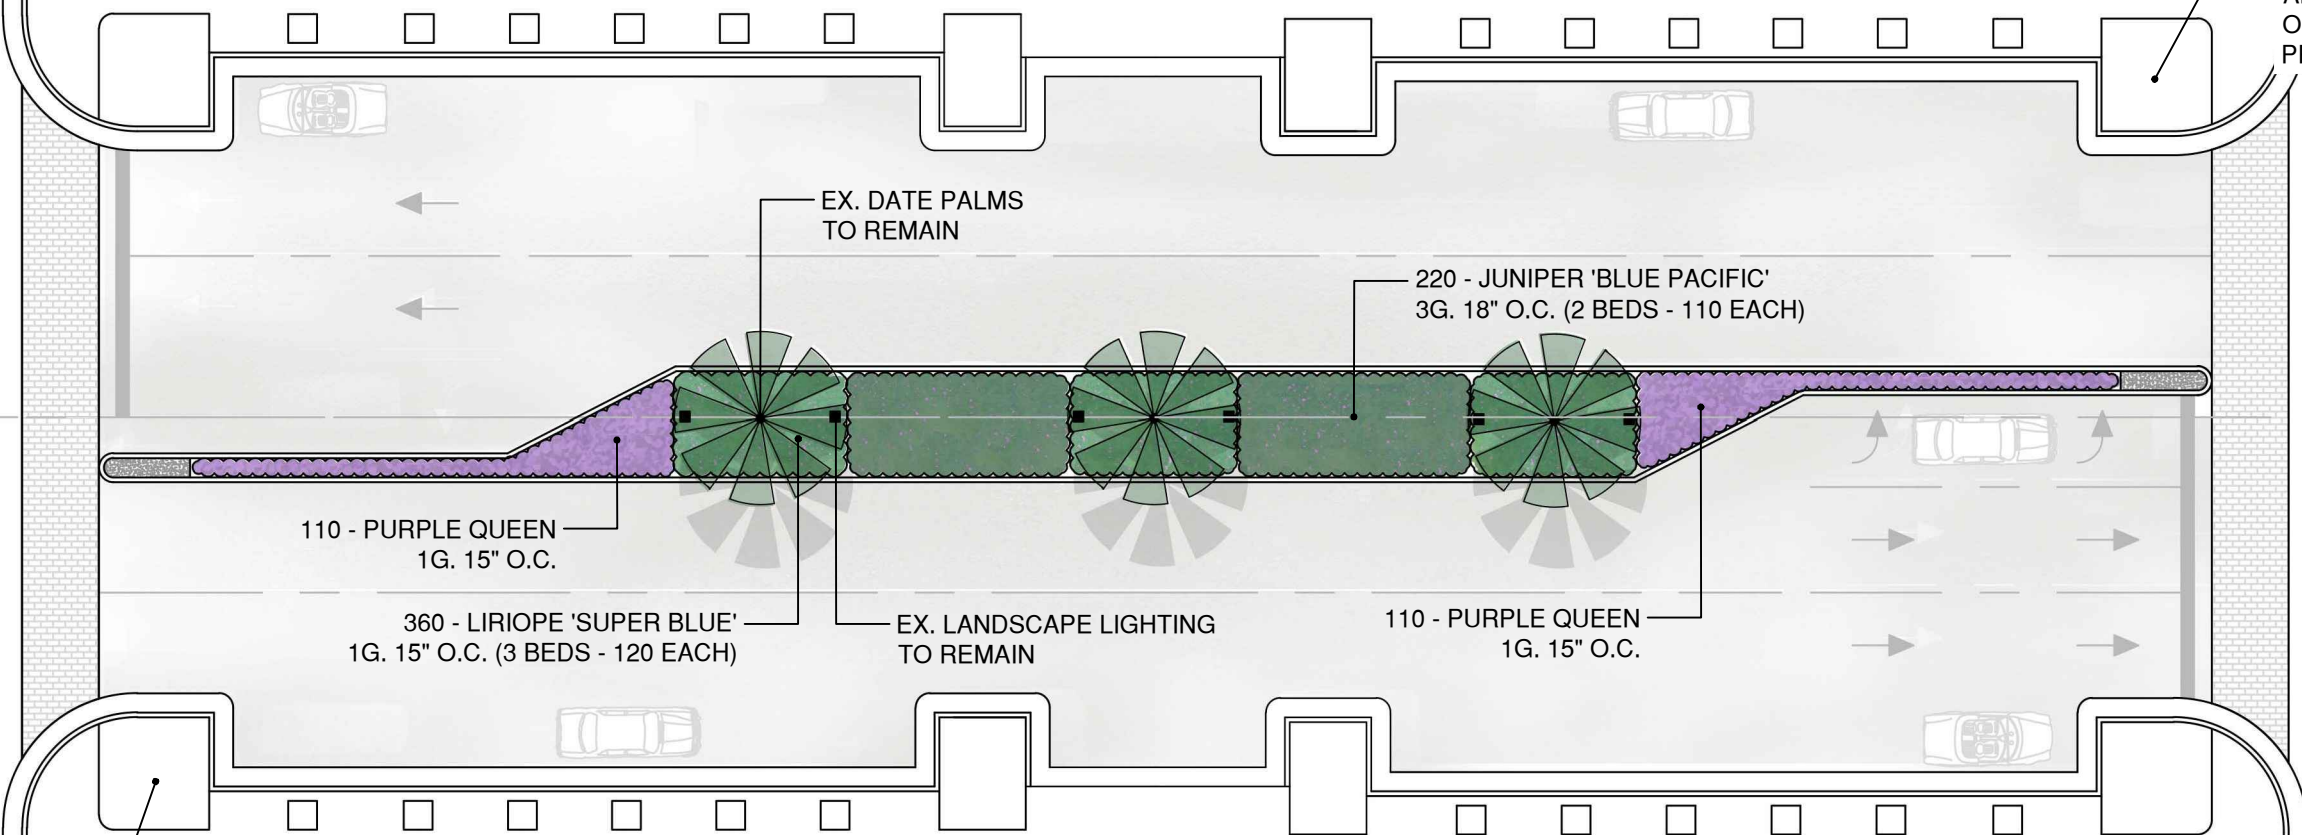 EX. DATE PALMS
TO REMAIN
220 - JUNIPER 'BLUE PACIFIC'
3G. 18" O.C. (2 BEDS - 110 EACH)
110 - PURPLE QUEEN
1G. 15" O.C.
360 - LIRIOPE 'SUPER BLUE'
1G. 15" O.C. (3 BEDS - 120 EACH)
EX. LANDSCAPE LIGHTING
TO REMAIN
110 - PURPLE QUEEN
1G. 15" O.C.